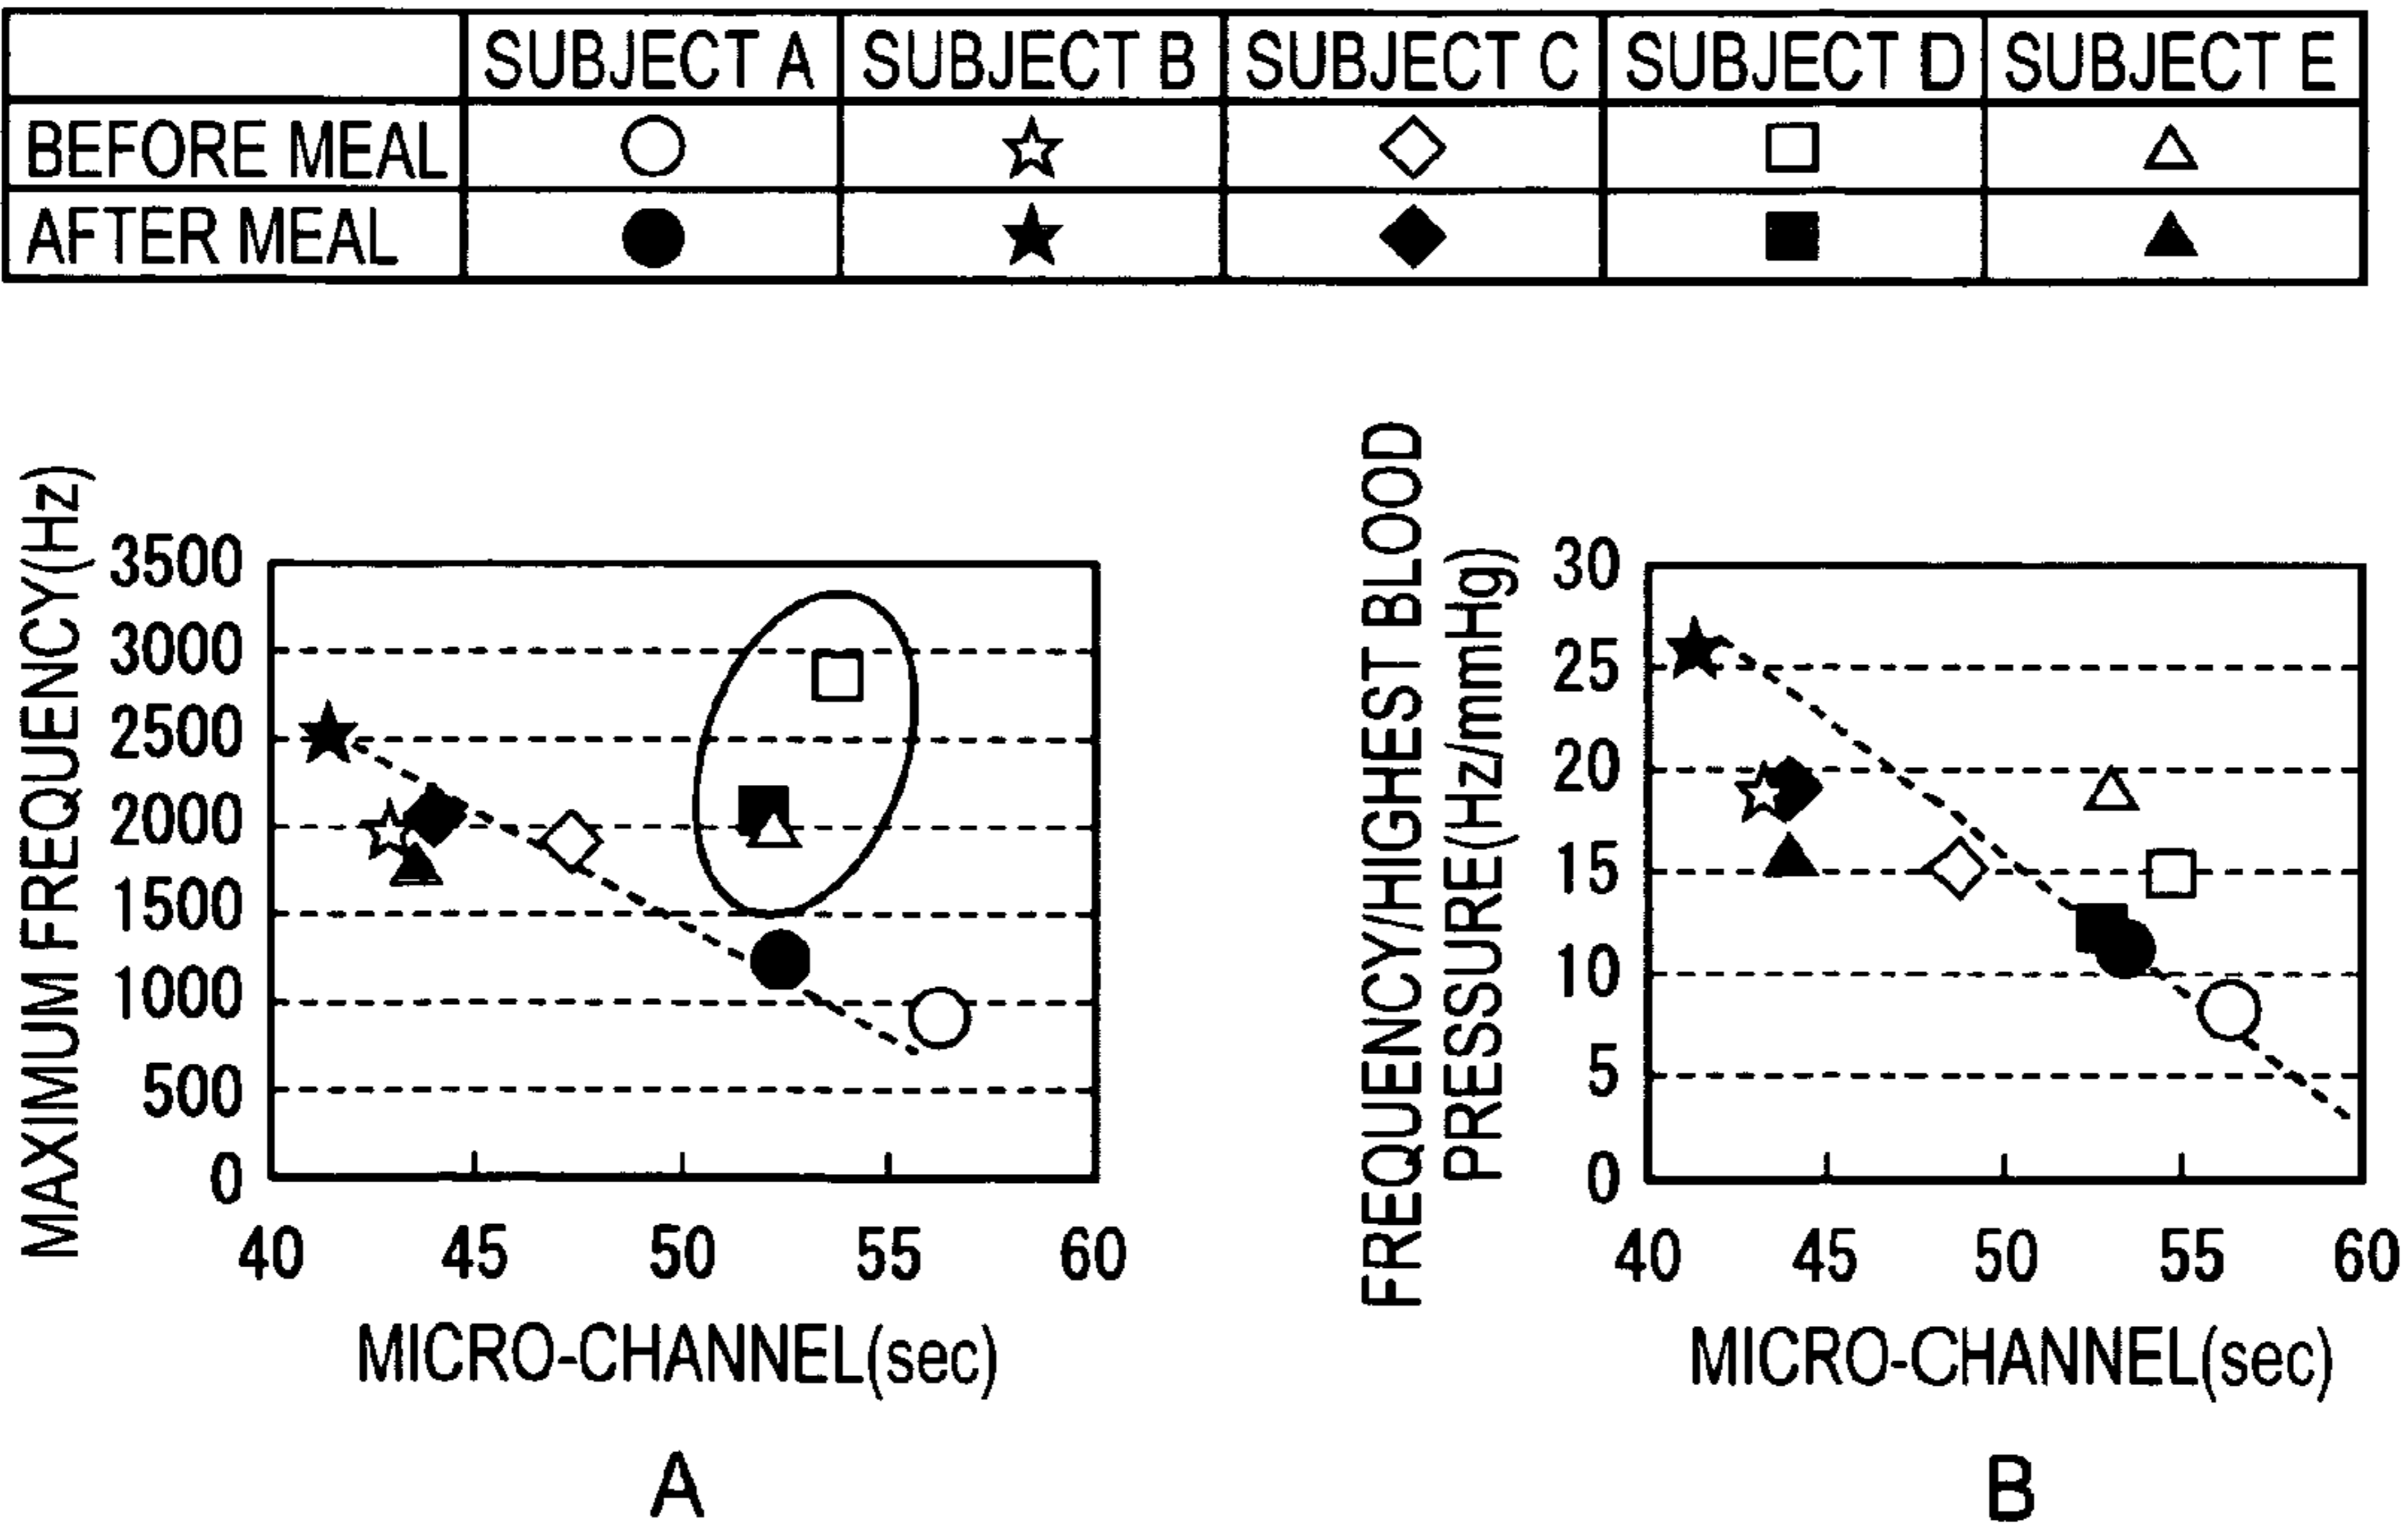 SUBJECT A SUBJECT B SUBJECT C SUBJECT D SUBJECT E
BEFORE MEAL
AFTER MEAL
MAXIMUM FREQUENCY(Hz)
3500
3000
2500
2000
1500
1000
500
0
40 45 50 55 60
MICRO-CHANNEL(sec)
A
FREQUENCY/HIGHEST BLOOD
PRESSURE(Hz/mmHg)
30
25
20
15
10
5
0
40 45 50 55 60
MICRO-CHANNEL(sec)
B